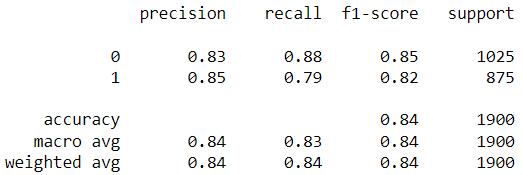 precision recall f1-score support
0 0.83 0.88 0.85 1025
1 0.85 0.79 0.82 875
accuracy 0.84 1900
macro avg 0.84 0.83 0.84 1900
weighted avg 0.84 0.84 0.84 1900